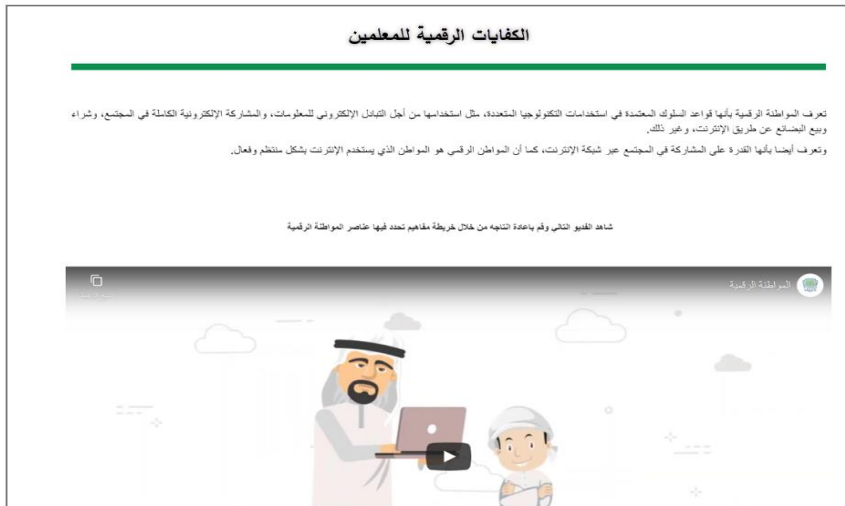 الكفايات الرقمية للمعلمين
تعرف المواطنة الرقمية بأنها قواعد السلوك المعتمدة في استخدامات التكنولوجيا المتعددة، مثل استخدامها من أجل التبادل الإلكتروني للمعلومات، والمشاركة الإلكترونية الكاملة في المجتمع، وشراء
وبيع البضائع عن طريق الإنترنت، وغير ذلك.
وتعرف أيضا بأنها القدرة على المشاركة في المجتمع عبر شبكة الإنترنت، كما أن المواطن الرقمي هو المواطن الذي يستخدم الإنترنت بشكل منتظم وفعال.
شاهد الفديو التالي وقم باعادة انتاجه من خلال خريطة مفاهيم تحدد فيها عناصر المواطنة الرقمية
المواطنة الرقمية